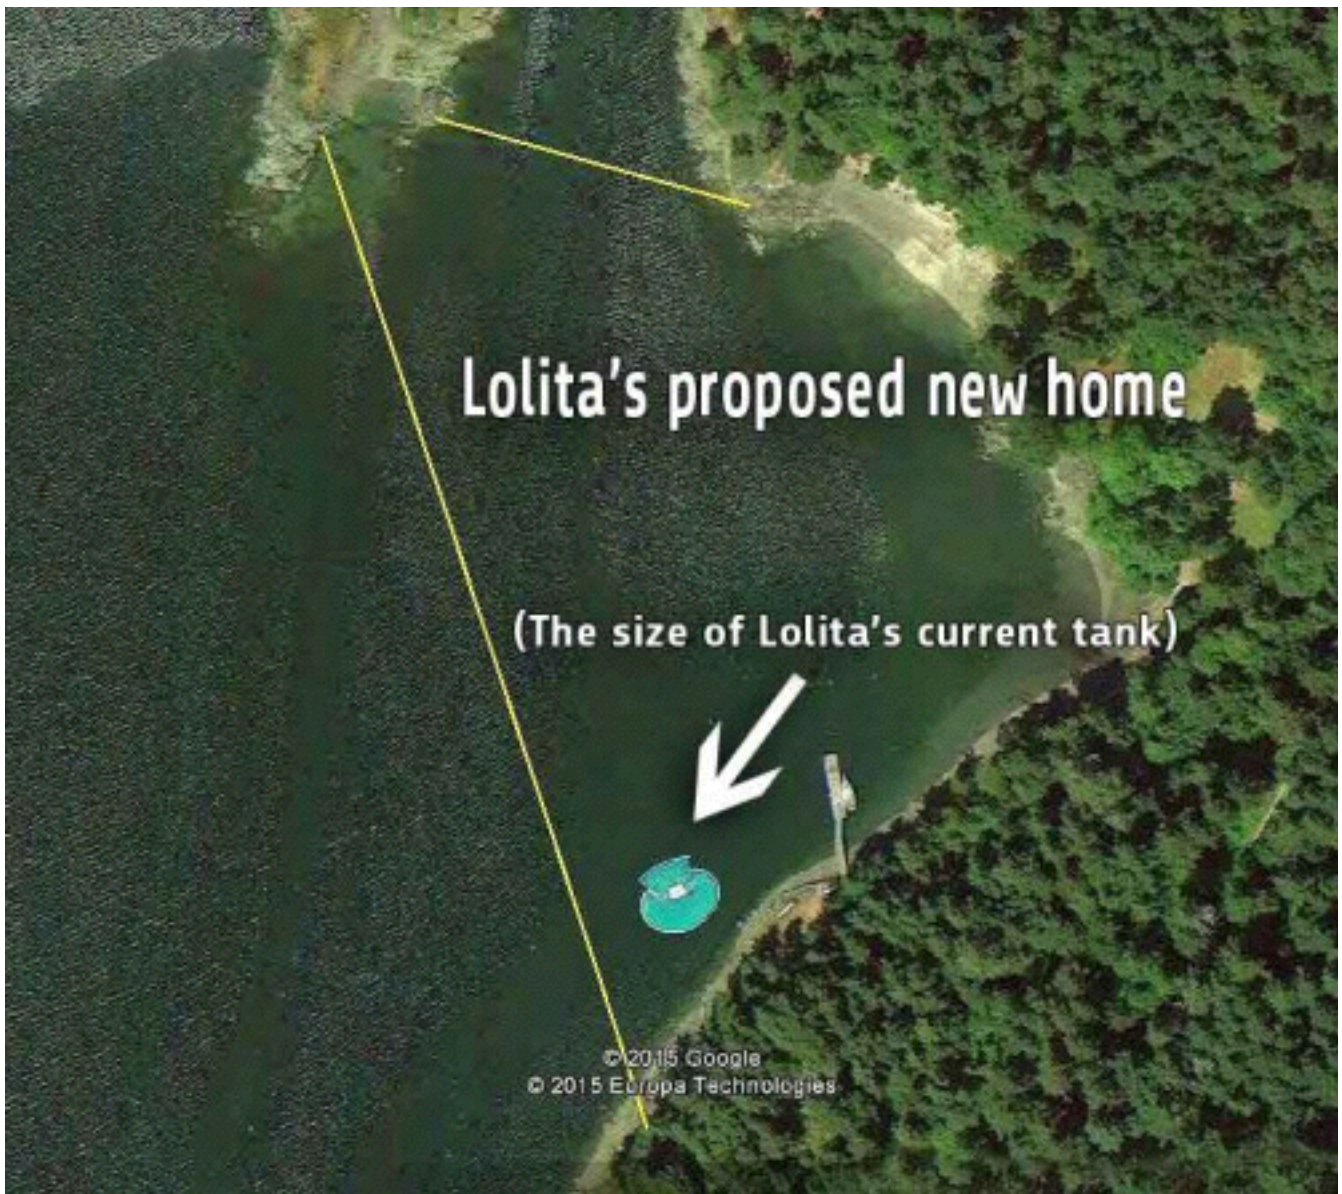 Lolita's proposed new home
(The size of Lolita's current tank)
© 2015 Google
© 2015 Europa Technologies